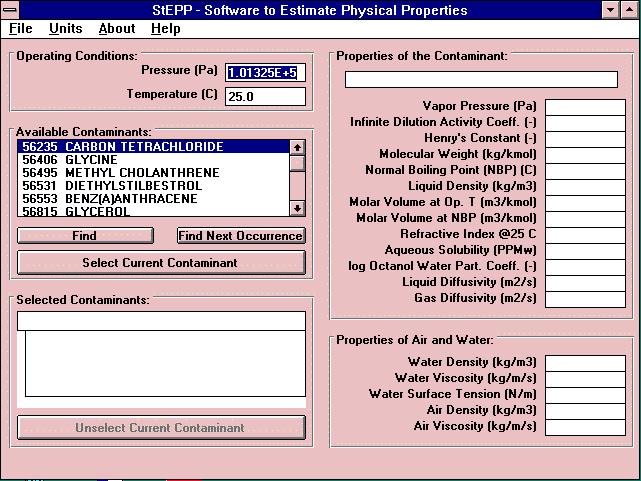 StEPP - Software to Estimate Physical Properties
File Units About Help
Operating Conditions:
Pressure (Pa) 1.01325E+5
Temperature (C) 25.0
Available Contaminants:
56235 CARBON TETRACHLORIDE
56406 GLYCINE
56495 METHYL CHOLANTHRENE
56531 DIETHYLSTILBESTROL
56553 BENZ(A)ANTHRACENE
56815 GLYCEROL
Find Find Next Occurrence
Select Current Contaminant
Selected Contaminants:
Unselect Current Contaminant
Properties of the Contaminant:
Vapor Pressure (Pa)
Infinite Dilution Activity Coeff. (-)
Henry's Constant (-)
Molecular Weight (kg/kmol)
Normal Boiling Point (NBP) (C)
Liquid Density (kg/m3)
Molar Volume at Op. T (m3/kmol)
Molar Volume at NBP (m3/kmol)
Refractive Index @25 C
Aqueous Solubility (PPMw)
log Octanol Water Part. Coeff. (-)
Liquid Diffusivity (m2/s)
Gas Diffusivity (m2/s)
Properties of Air and Water:
Water Density (kg/m3)
Water Viscosity (kg/m/s)
Water Surface Tension (N/m)
Air Density (kg/m3)
Air Viscosity (kg/m/s)